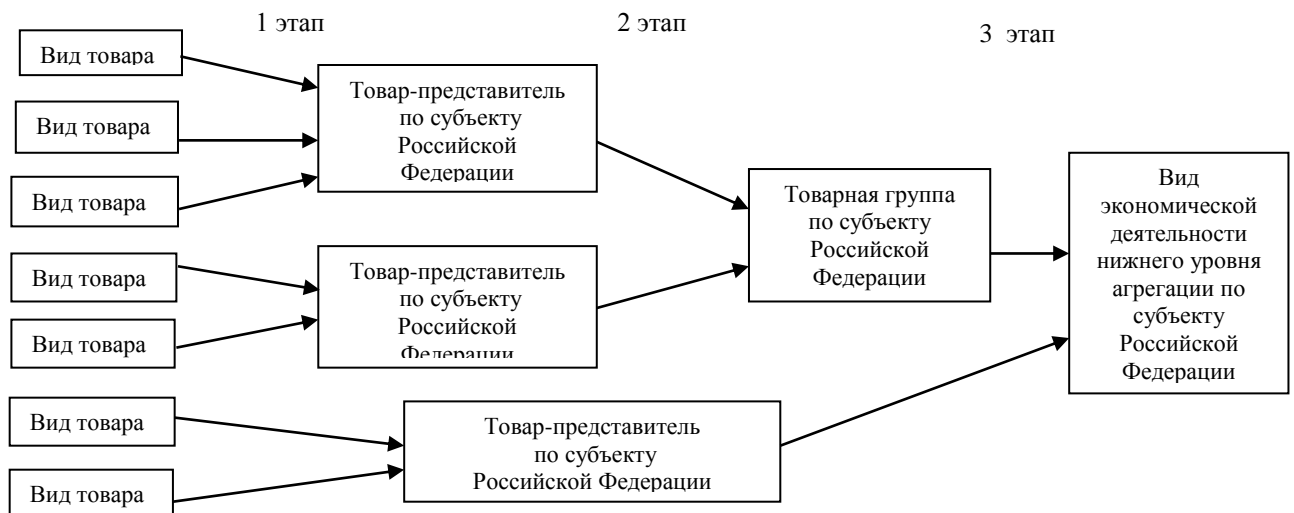 1 этап
2 этап
3 этап
Вид товара
Вид товара
Вид товара
Товар-представитель
по субъекту
Российской
Федерации
Вид товара
Вид товара
Товар-представитель
по субъекту
Российской
Федерации
Товарная группа
по субъекту
Российской
Федерации
Вид
экономической
деятельности
нижнего уровня
агрегации по
субъекту
Российской
Федерации
Вид товара
Вид товара
Товар-представитель
по субъекту
Российской Федерации